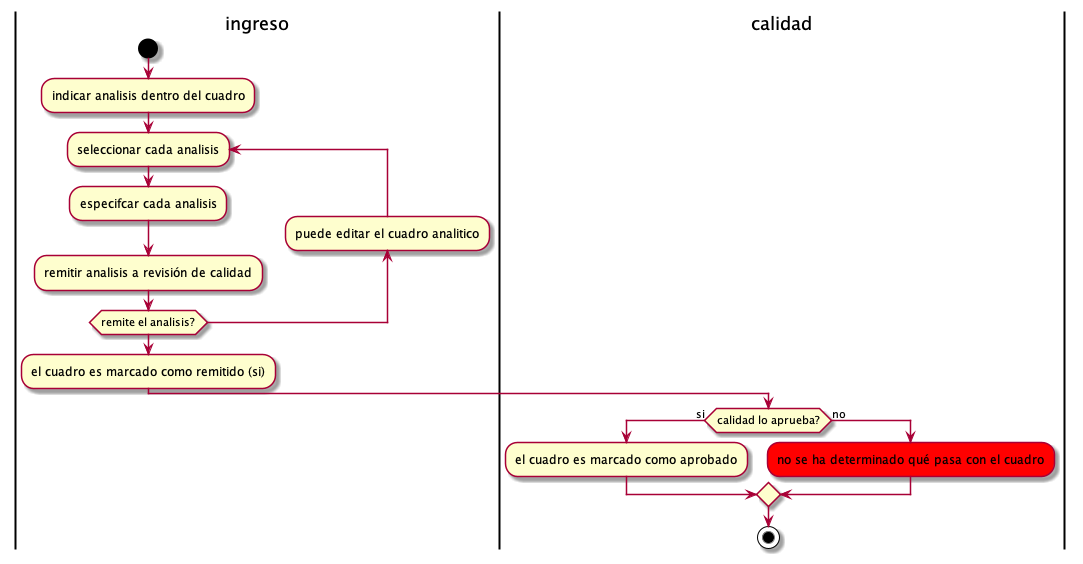 ingreso
calidad
indicar analisis dentro del cuadro
seleccionar cada analisis
especifcar cada analisis
puede editar el cuadro analitico
remitir analisis a revisión de calidad
remite el analisis?
el cuadro es marcado como remitido (si)
si
calidad lo aprueba?
no
el cuadro es marcado como aprobado
no se ha determinado qué pasa con el cuadro